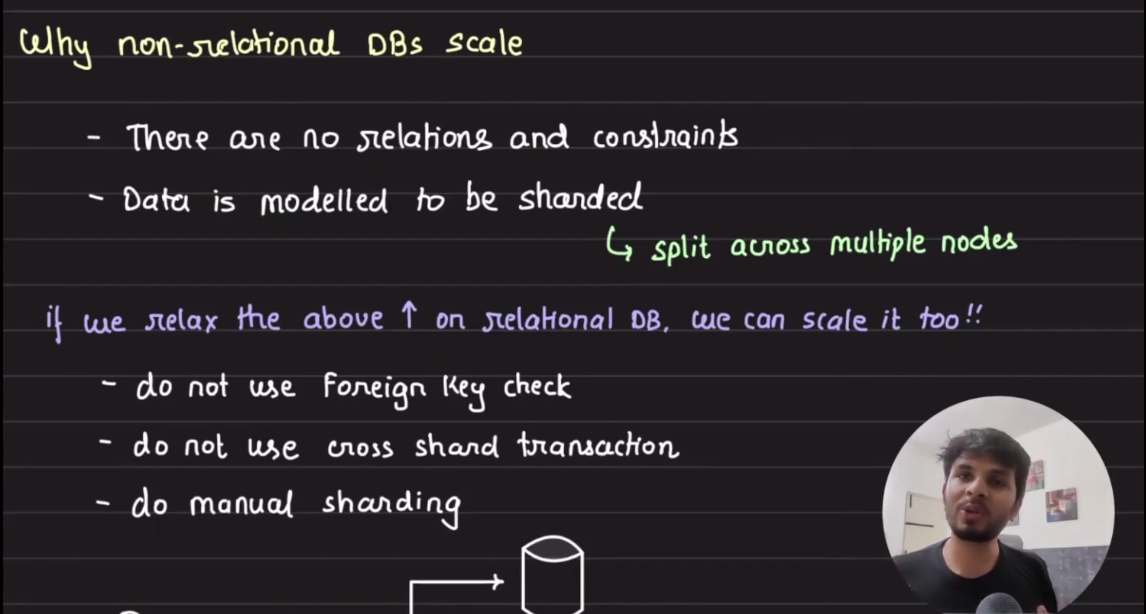 Why non-relational DBs scale
- There are no relations and constraints
- Data is modelled to be sharded
↳ split across multiple nodes
if we relax the above ↑ on relational DB, we can scale it too!!
- do not use Foreign Key check
- do not use cross shard transaction
- do manual sharding